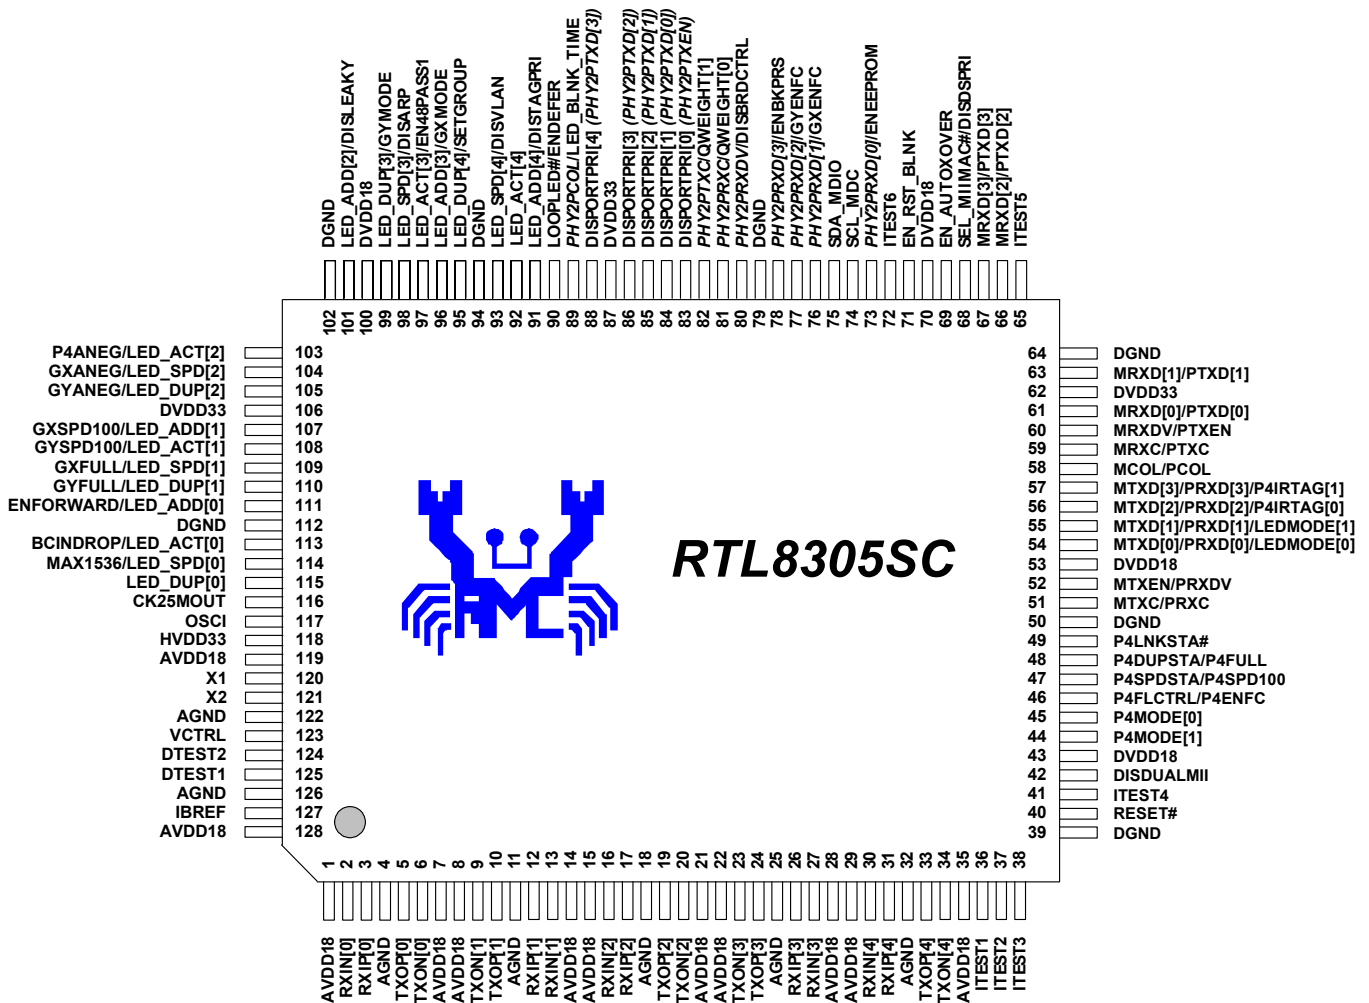 DGND
LED_ADD[2]/DISLEAKY
DVDD18
LED_DUP[3]/GYMODE
LED_SPD[3]/DISARP
LED_ACT[3]/EN48PASS1
LED_ADD[3]/GXMODE
LED_DUP[4]/SETGROUP
DGND
LED_SPD[4]/DISVLAN
LED_ACT[4]
LED_ADD[4]/DISTAGPRI
LOOPLED#/ENDEFER
PHY2PCOL/LED_BLNK_TIME
DISPORTPRI[4] (PHY2PTXD[3])
DVDD33
DISPORTPRI[3] (PHY2PTXD[2])
DISPORTPRI[2] (PHY2PTXD[1])
DISPORTPRI[1] (PHY2PTXD[0])
DISPORTPRI[0] (PHY2PTXEN)
PHY2PTXC/QWEIGHT[1]
PHY2PRXC/QWEIGHT[0]
PHY2PRXDV/DISBRDCTRL
DGND
PHY2PRXD[3]/ENBKPRS
PHY2PRXD[2]/GYENFC
PHY2PRXD[1]/GXENFC
SDA_MDIO
SCL_MDC
PHY2PRXD[0]/ENEEPROM
ITEST6
EN_RST_BLNK
DVDD18
EN_AUTOXOVER
SEL_MIIMAC#/DISDSPRI
MRXD[3]/PTXD[3]
MRXD[2]/PTXD[2]
ITEST5
102 101 100 99 98 97 96 95 94 93 92 91 90 89 88 87 86 85 84 83 82 81 80 79 78 77 76 75 74 73 72 71 70 69 68 67 66 65
P4ANEG/LED_ACT[2] 103
GXANEG/LED_SPD[2] 104
GYANEG/LED_DUP[2] 105
DVDD33 106
GXSPD100/LED_ADD[1] 107
GYSPD100/LED_ACT[1] 108
GXFULL/LED_SPD[1] 109
GYFULL/LED_DUP[1] 110
ENFORWARD/LED_ADD[0] 111
DGND 112
BCINDROP/LED_ACT[0] 113
MAX1536/LED_SPD[0] 114
LED_DUP[0] 115
CK25MOUT 116
OSCI 117
HVDD33 118
AVDD18 119
X1 120
X2 121
AGND 122
VCTRL 123
DTEST2 124
DTEST1 125
AGND 126
IBREF 127
AVDD18 128
RTL8305SC
64 DGND
63 MRXD[1]/PTXD[1]
62 DVDD33
61 MRXD[0]/PTXD[0]
60 MRXDV/PTXEN
59 MRXC/PTXC
58 MCOL/PCOL
57 MTXD[3]/PRXD[3]/P4IRTAG[1]
56 MTXD[2]/PRXD[2]/P4IRTAG[0]
55 MTXD[1]/PRXD[1]/LEDMODE[1]
54 MTXD[0]/PRXD[0]/LEDMODE[0]
53 DVDD18
52 MTXEN/PRXDV
51 MTXC/PRXC
50 DGND
49 P4LNKSTA#
48 P4DUPSTA/P4FULL
47 P4SPDSTA/P4SPD100
46 P4FLCTRL/P4ENFC
45 P4MODE[0]
44 P4MODE[1]
43 DVDD18
42 DISDUALMII
41 ITEST4
40 RESET#
39 DGND
1 2 3 4 5 6 7 8 9 10 11 12 13 14 15 16 17 18 19 20 21 22 23 24 25 26 27 28 29 30 31 32 33 34 35 36 37 38
AVDD18
RXIN[0]
RXIP[0]
AGND
TXOP[0]
TXON[0]
AVDD18
AVDD18
TXON[1]
TXOP[1]
AGND
RXIP[1]
RXIN[1]
AVDD18
AVDD18
RXIN[2]
RXIP[2]
AGND
TXOP[2]
TXON[2]
AVDD18
AVDD18
TXON[3]
TXOP[3]
AGND
RXIP[3]
RXIN[3]
AVDD18
AVDD18
RXIN[4]
RXIP[4]
AGND
TXOP[4]
TXON[4]
AVDD18
ITEST1
ITEST2
ITEST3